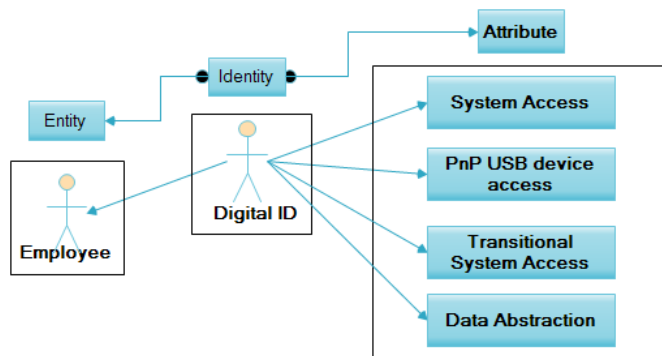 Attribute
Identity
Entity
System Access
PnP USB device
access
Digital ID
Employee
Transitional
System Access
Data Abstraction